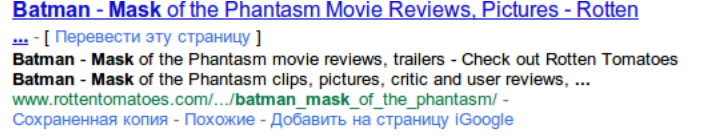 Batman - Mask of the Phantasm Movie Reviews, Pictures - Rotten
... - [ Перевести эту страницу ]
Batman - Mask of the Phantasm movie reviews, trailers - Check out Rotten Tomatoes
Batman - Mask of the Phantasm clips, pictures, critic and user reviews, ...
www.rottentomatoes.com/.../batman_mask_of_the_phantasm/ -
Сохраненная копия - Похожие - Добавить на страницу iGoogle